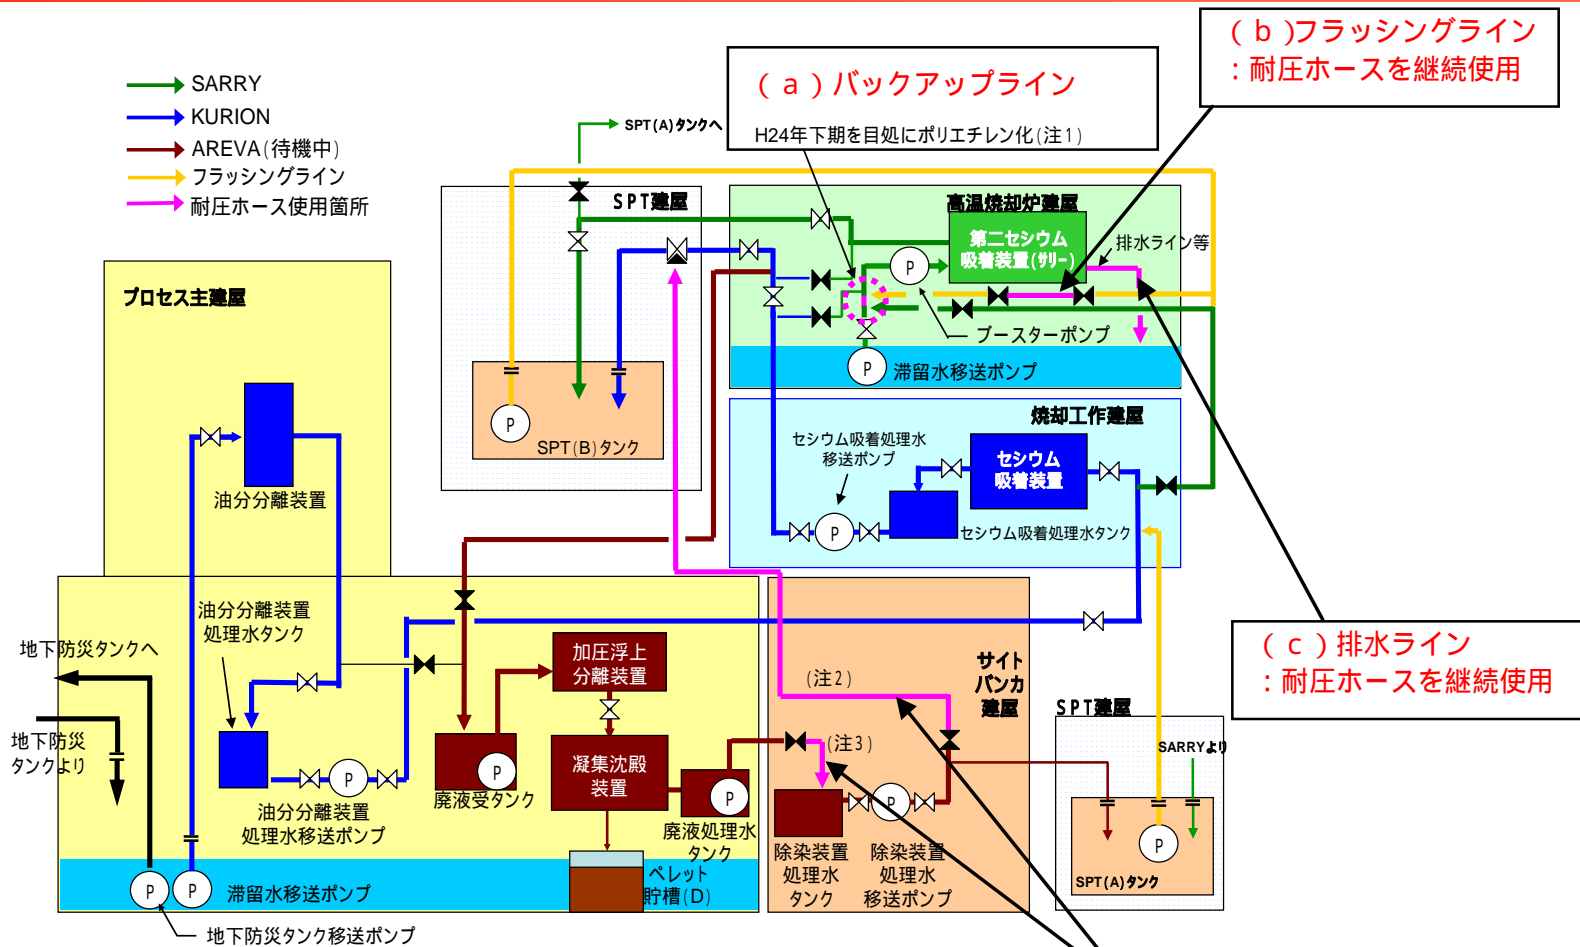 (ｂ)フラッシングライン
：耐圧ホースを継続使用
(ａ)バックアップライン
H24年下期を目処にポリエチレン化(注1)
SARRY
KURION
AREVA(待機中)
フラッシングライン
耐圧ホース使用箇所
SPT(A)タンクへ
SPT建屋
高温焼却炉建屋
第二セシウム
吸着装置(サリー)
排水ライン等
P
ブースターポンプ
P
滞留水移送ポンプ
プロセス主建屋
P
SPT(B)タンク
油分分離装置
焼却工作建屋
セシウム吸着処理水
移送ポンプ
セシウム
吸着装置
P
セシウム吸着処理水タンク
油分分離装置
処理水タンク
地下防災タンクへ
地下防災
タンクより
加圧浮上
分離装置
凝集沈殿
装置
P
廃液受タンク
P
油分分離装置
処理水移送ポンプ
P
廃液処理水
タンク
ペレット
貯槽(D)
P
P
滞留水移送ポンプ
地下防災タンク移送ポンプ
サイト
バンカ
建屋
(注2)
(注3)
P
除染装置
処理水
タンク
除染装置
処理水
移送ポンプ
(ｃ)排水ライン
：耐圧ホースを継続使用
SPT建屋
SARRYより
P
SPT(A)タンク